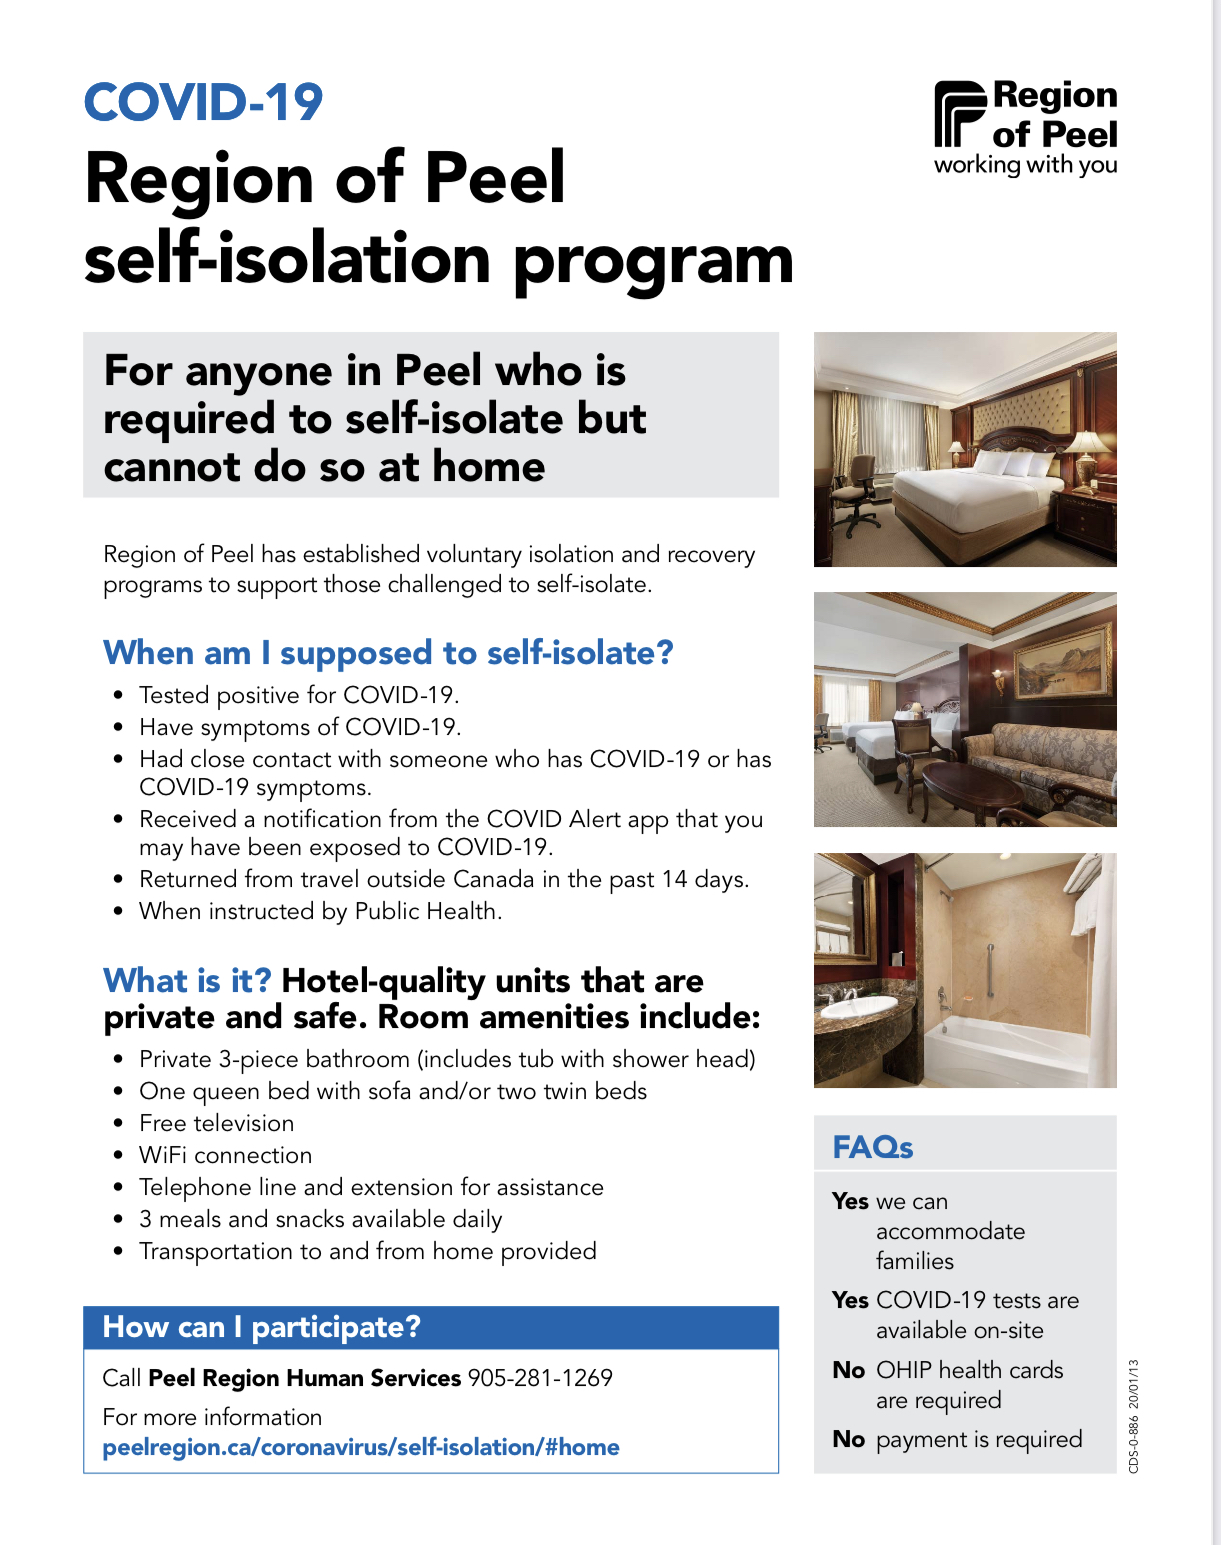 COVID-19
Region of Peel
self-isolation program
Region
of Peel
working with you
For anyone in Peel who is
required to self-isolate but
cannot do so at home
Region of Peel has established voluntary isolation and recovery
programs to support those challenged to self-isolate.
When am I supposed to self-isolate?
• Tested positive for COVID-19.
• Have symptoms of COVID-19.
• Had close contact with someone who has COVID-19 or has
COVID-19 symptoms.
• Received a notification from the COVID Alert app that you
may have been exposed to COVID-19.
• Returned from travel outside Canada in the past 14 days.
• When instructed by Public Health.
What is it? Hotel-quality units that are
private and safe. Room amenities include:
• Private 3-piece bathroom (includes tub with shower head)
• One queen bed with sofa and/or two twin beds
• Free television
• WiFi connection
• Telephone line and extension for assistance
• 3 meals and snacks available daily
• Transportation to and from home provided
How can I participate?
Call Peel Region Human Services 905-281-1269
For more information
peelregion.ca/coronavirus/self-isolation/#home
FAQs
Yes we can
accommodate
families
Yes COVID-19 tests are
available on-site
No OHIP health cards
are required
No payment is required
CDS-0-886 20/01/13